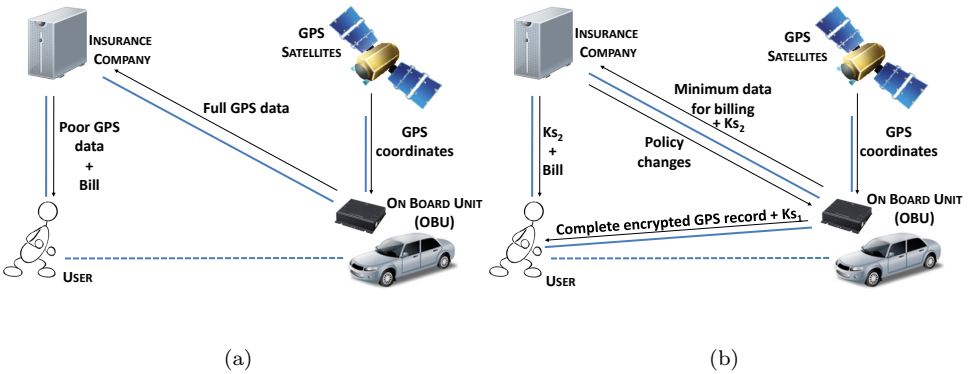 INSURANCE
COMPANY
GPS
SATELLITES
Full GPS data
Poor GPS
data
+
Bill
GPS
coordinates
ON BOARD UNIT
(OBU)
USER
(a)
INSURANCE
COMPANY
GPS
SATELLITES
Minimum data
for billing
+ Ks₂
Ks₂
+
Bill
Policy
changes
GPS
coordinates
ON BOARD UNIT
(OBU)
Complete encrypted GPS record + Ks₁
USER
(b)